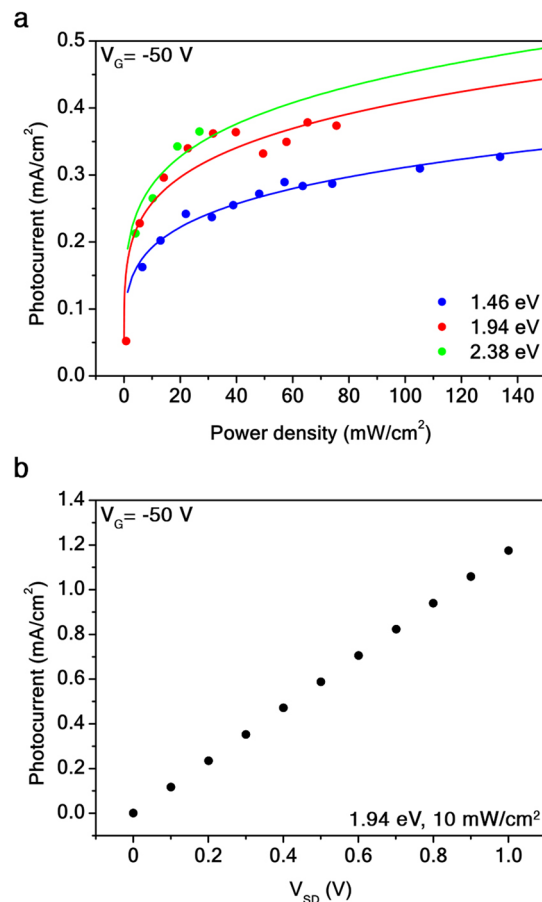 a
V_G= -50 V
0.5
0.4
0.3
0.2
0.1
0.0
Photocurrent (mA/cm²)
1.46 eV
1.94 eV
2.38 eV
0 20 40 60 80 100 120 140
Power density (mW/cm²)
b
V_G= -50 V
1.4
1.2
1.0
0.8
0.6
0.4
0.2
0.0
Photocurrent (mA/cm²)
1.94 eV, 10 mW/cm²
0 0.2 0.4 0.6 0.8 1.0
V_SD (V)